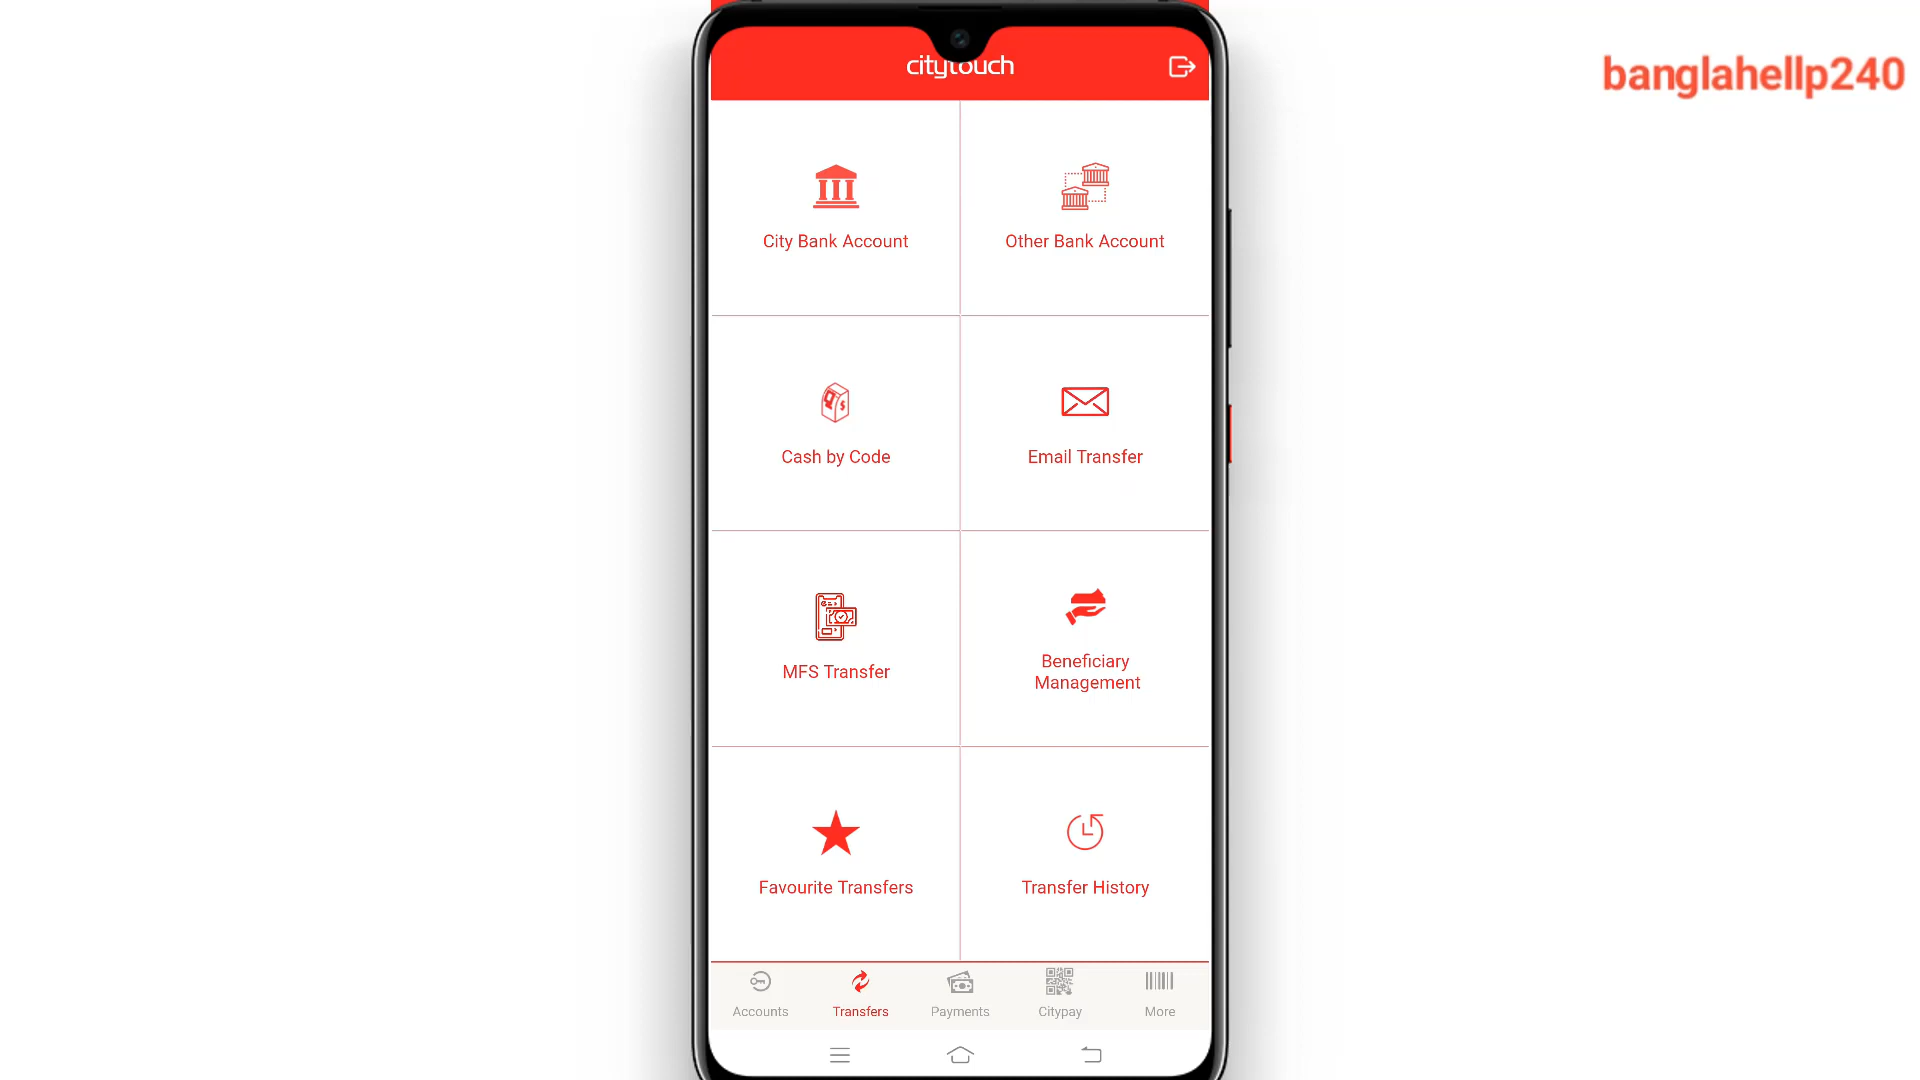 citytouch
banglahellp240
City Bank Account
Other Bank Account
Cash by Code
Email Transfer
MFS Transfer
Beneficiary
Management
Favourite Transfers
Transfer History
Accounts
Transfers
Payments
Citypay
More